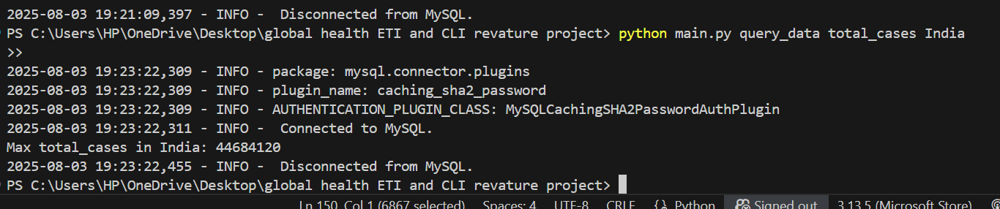 2025-08-03 19:21:09,397 - INFO -  Disconnected from MySQL.
PS C:\Users\HP\OneDrive\Desktop\global health ETI and CLI revature project> python main.py query_data total_cases India
>>
2025-08-03 19:23:22,309 - INFO - package: mysql.connector.plugins
2025-08-03 19:23:22,309 - INFO - plugin_name: caching_sha2_password
2025-08-03 19:23:22,309 - INFO - AUTHENTICATION_PLUGIN_CLASS: MySQLCachingSHA2PasswordAuthPlugin
2025-08-03 19:23:22,311 - INFO -  Connected to MySQL.
Max total_cases in India: 44684120
2025-08-03 19:23:22,455 - INFO -  Disconnected from MySQL.
PS C:\Users\HP\OneDrive\Desktop\global health ETI and CLI revature project>
Ln 150, Col 1 (6867 selected) Spaces: 4 UTF-8 CRLF {} Python Signed out 3.13.5 (Microsoft Store)